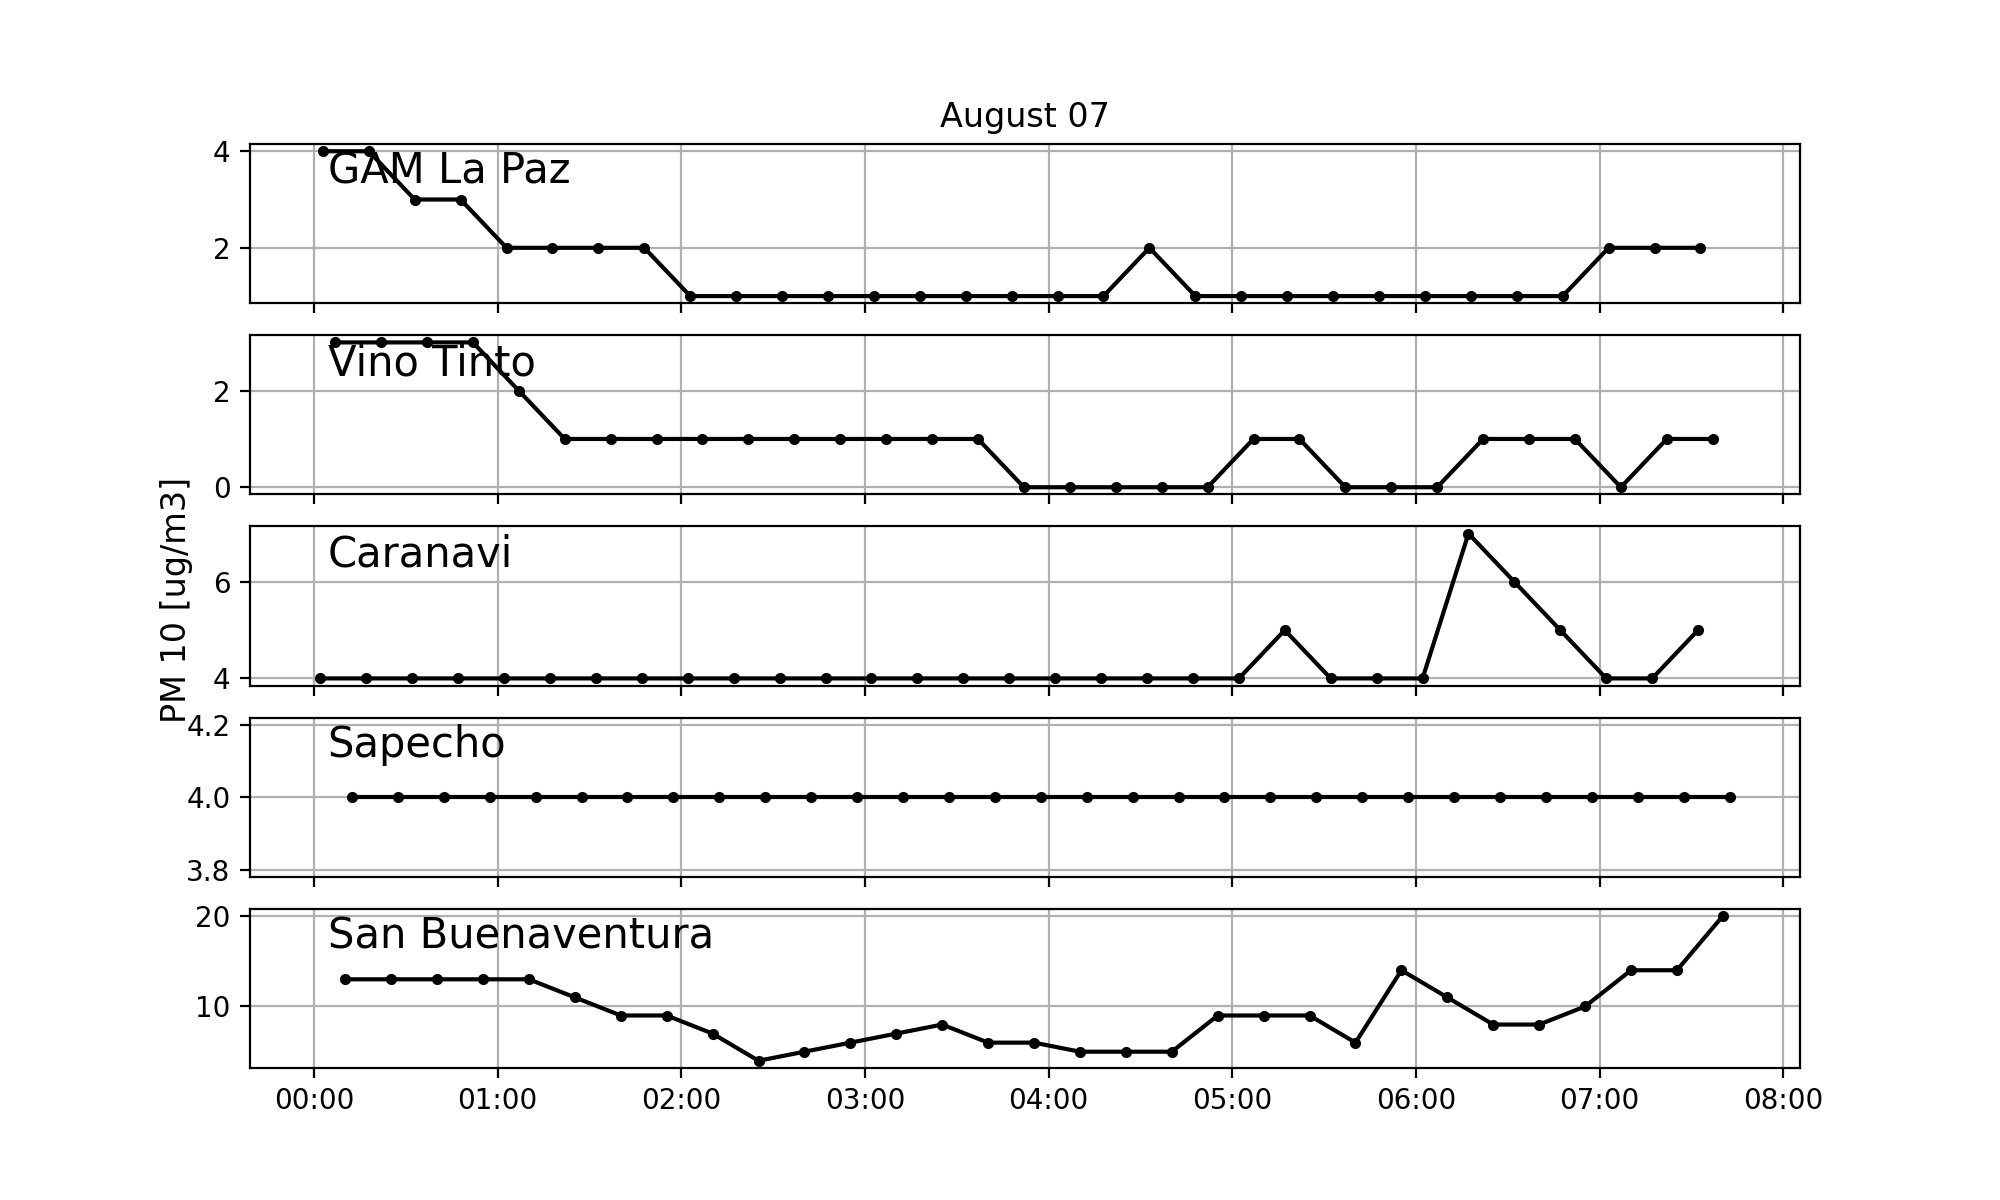 August 07
4
GAM La Paz
2
Vino Tinto
2
0
PM 10 [ug/m3]
Caranavi
6
4
4.2
Sapecho
4.0
3.8
20
San Buenaventura
10
00:00 01:00 02:00 03:00 04:00 05:00 06:00 07:00 08:00